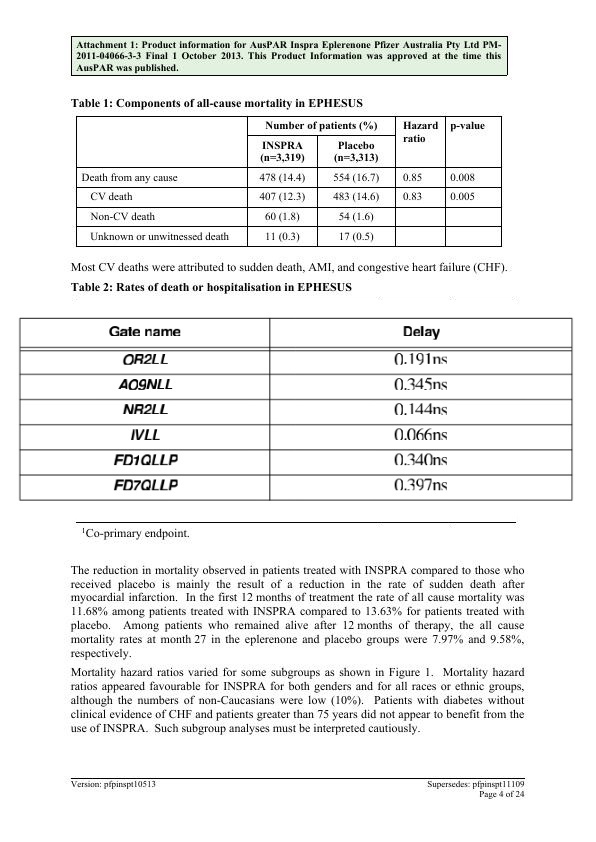 Attachment 1: Product information for AusPAR Inspra Eplerenone Pfizer Australia Pty Ltd PM-
2011-04066-3-3 Final 1 October 2013. This Product Information was approved at the time this
AusPAR was published.
Table 1: Components of all-cause mortality in EPHESUS
Number of patients (%) Hazard ratio p-value
INSPRA (n=3,319) Placebo (n=3,313)
Death from any cause 478 (14.4) 554 (16.7) 0.85 0.008
CV death 407 (12.3) 483 (14.6) 0.83 0.005
Non-CV death 60 (1.8) 54 (1.6)
Unknown or unwitnessed death 11 (0.3) 17 (0.5)
Most CV deaths were attributed to sudden death, AMI, and congestive heart failure (CHF).
Table 2: Rates of death or hospitalisation in EPHESUS
Gate name Delay
OR2LL 0.191ns
AO9NLL 0.345ns
NR2LL 0.144ns
IVLL 0.066ns
FD1QLLP 0.340ns
FD7QLLP 0.397ns
1Co-primary endpoint.
The reduction in mortality observed in patients treated with INSPRA compared to those who
received placebo is mainly the result of a reduction in the rate of sudden death after
myocardial infarction. In the first 12 months of treatment the rate of all cause mortality was
11.68% among patients treated with INSPRA compared to 13.63% for patients treated with
placebo. Among patients who remained alive after 12 months of therapy, the all cause
mortality rates at month 27 in the eplerenone and placebo groups were 7.97% and 9.58%,
respectively.
Mortality hazard ratios varied for some subgroups as shown in Figure 1. Mortality hazard
ratios appeared favourable for INSPRA for both genders and for all races or ethnic groups,
although the numbers of non-Caucasians were low (10%). Patients with diabetes without
clinical evidence of CHF and patients greater than 75 years did not appear to benefit from the
use of INSPRA. Such subgroup analyses must be interpreted cautiously.
Version: pfpinspt10513 Supersedes: pfpinspt11109
Page 4 of 24